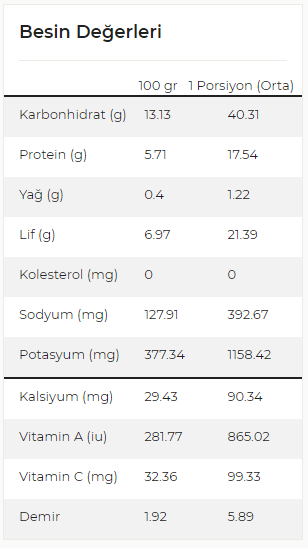 Besin Değerleri
100 gr 1 Porsiyon (Orta)
Karbonhidrat (g) 13.13 40.31
Protein (g) 5.71 17.54
Yağ (g) 0.4 1.22
Lif (g) 6.97 21.39
Kolesterol (mg) 0 0
Sodyum (mg) 127.91 392.67
Potasyum (mg) 377.34 1158.42
Kalsiyum (mg) 29.43 90.34
Vitamin A (iu) 281.77 865.02
Vitamin C (mg) 32.36 99.33
Demir 1.92 5.89